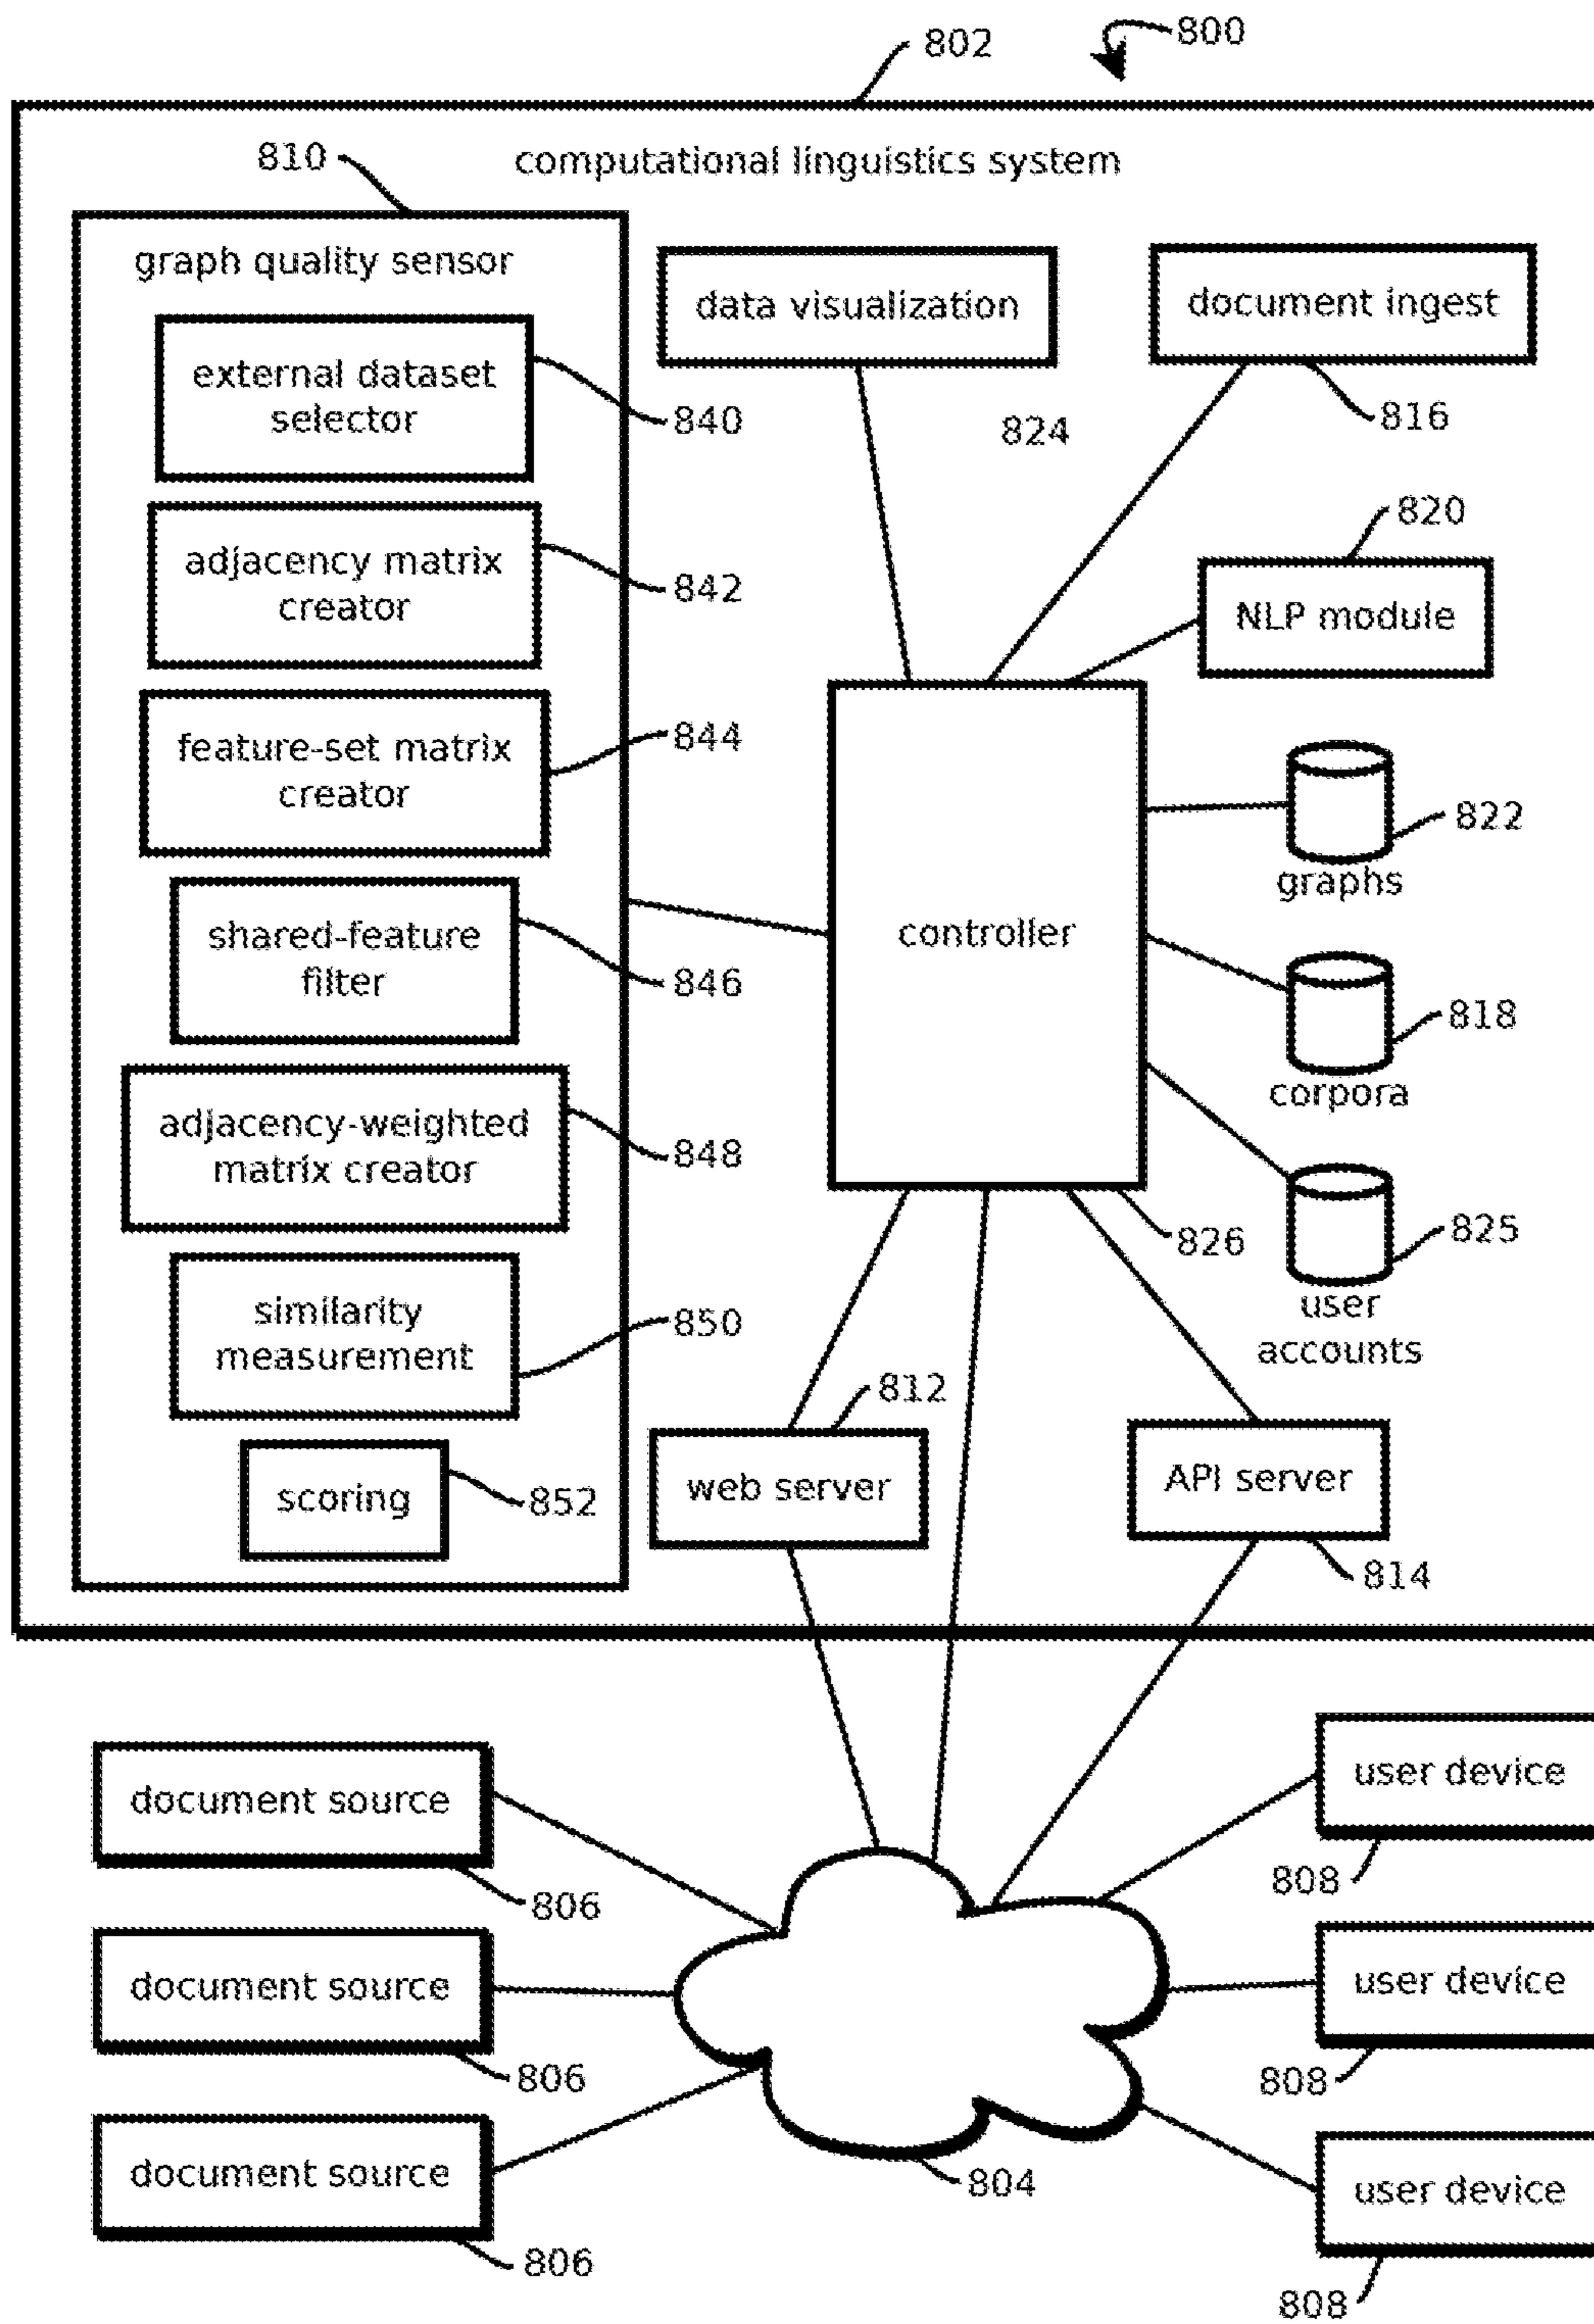 802
800
810
computational linguistics system
graph quality sensor
external dataset
selector
840
adjacency matrix
creator
842
feature-set matrix
creator
844
shared-feature
filter
846
adjacency-weighted
matrix creator
848
similarity
measurement
850
scoring
852
data visualization
824
document ingest
816
820
NLP module
controller
826
822
graphs
818
corpora
825
user
accounts
812
web server
API server
814
document source
806
document source
806
document source
806
804
user device
808
user device
808
user device
808